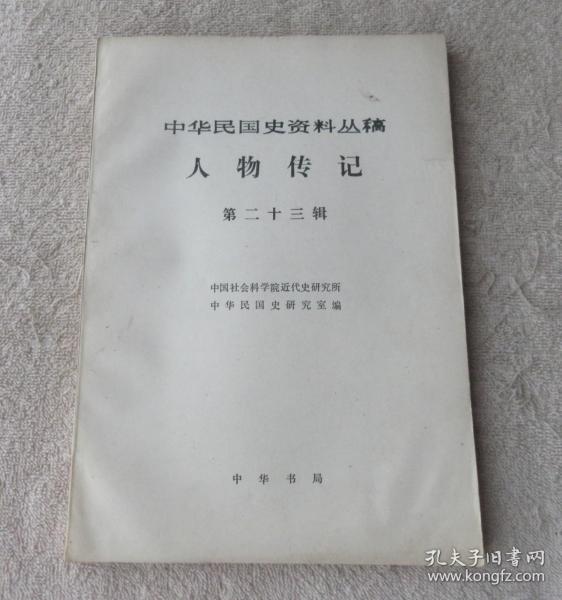 中华民国史资料丛稿
人物传记
第二十三辑
中国社会科学院近代史研究所
中华民国史研究室编
中华书局
孔夫子旧书网
www.kongfz.com